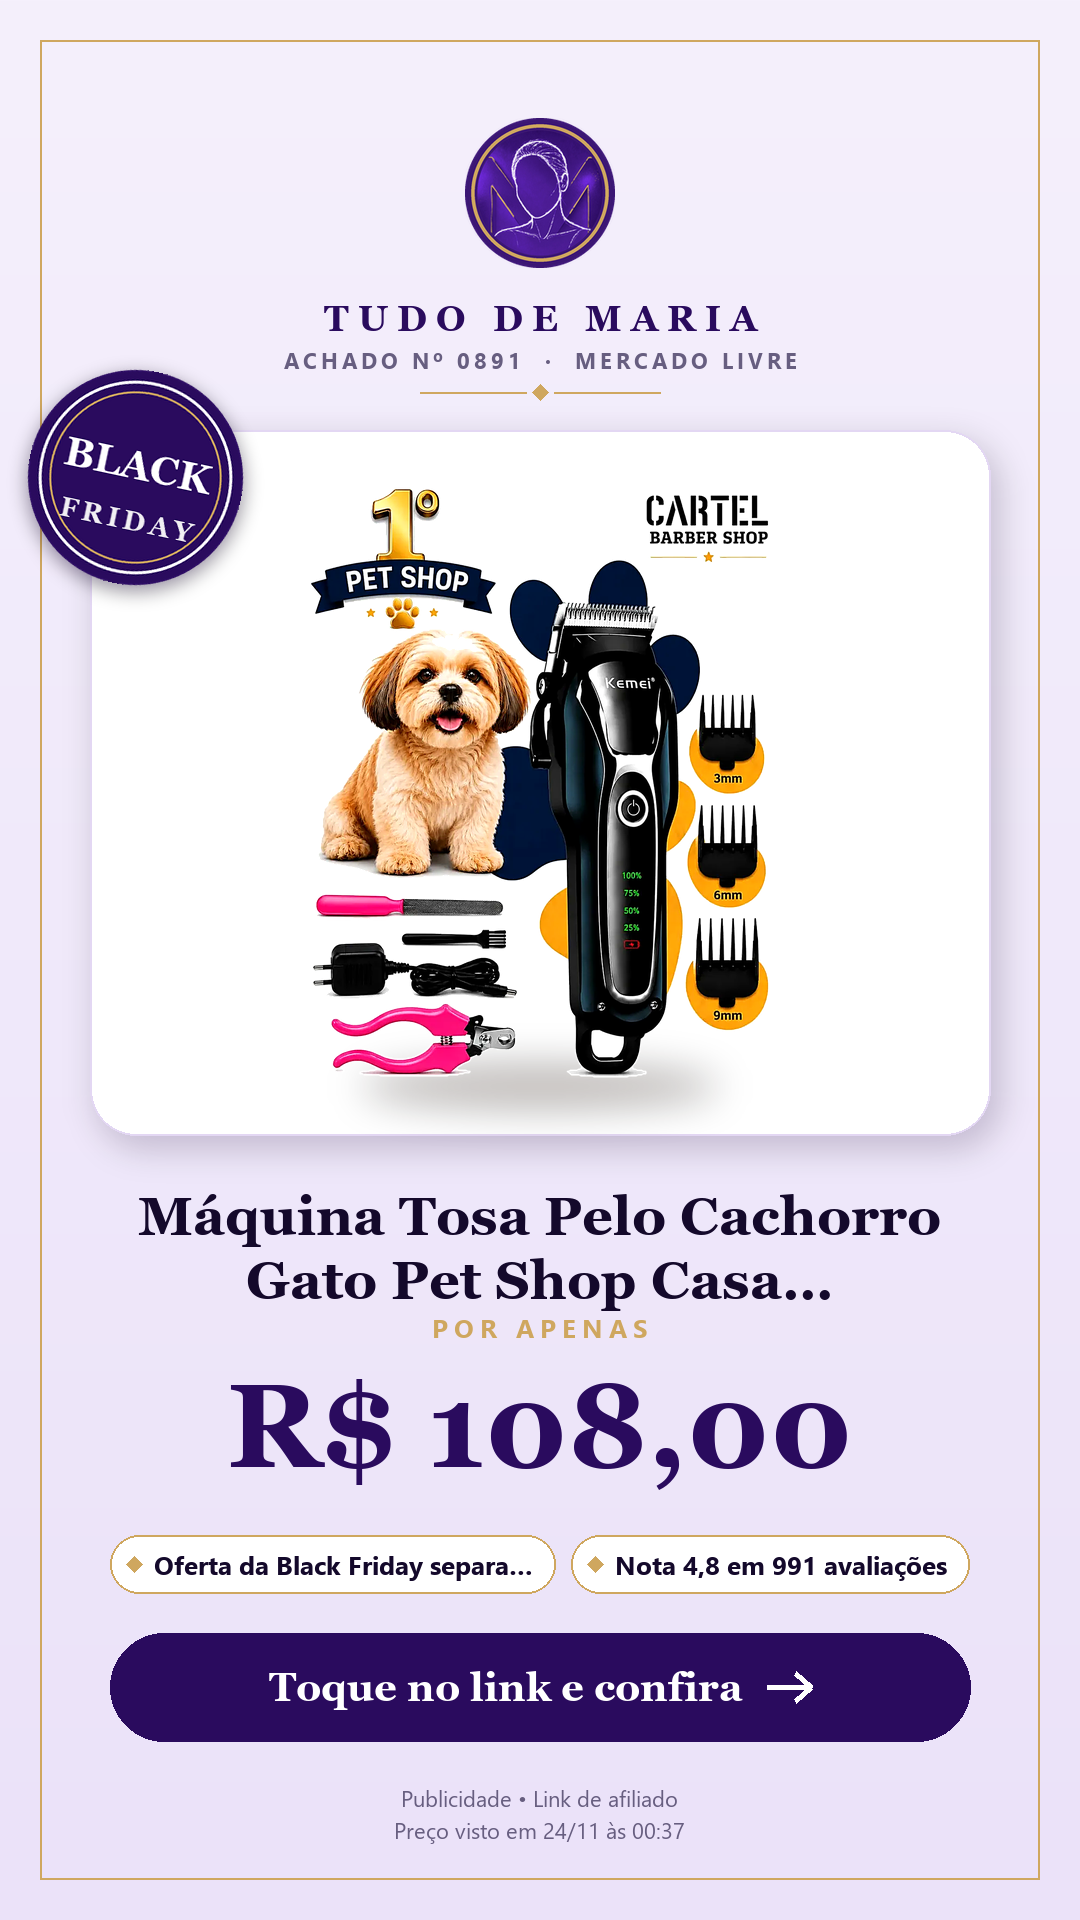 TUDO DE MARIA
ACHADO Nº 0891 · MERCADO LIVRE
BLACK
FRIDAY
1º
PET SHOP
CARTEL
BARBER SHOP
Kemei®
3mm
6mm
9mm
100%
75%
50%
25%
Máquina Tosa Pelo Cachorro
Gato Pet Shop Casa...
POR APENAS
R$ 108,00
Oferta da Black Friday separa...
Nota 4,8 em 991 avaliações
Toque no link e confira →
Publicidade • Link de afiliado
Preço visto em 24/11 às 00:37